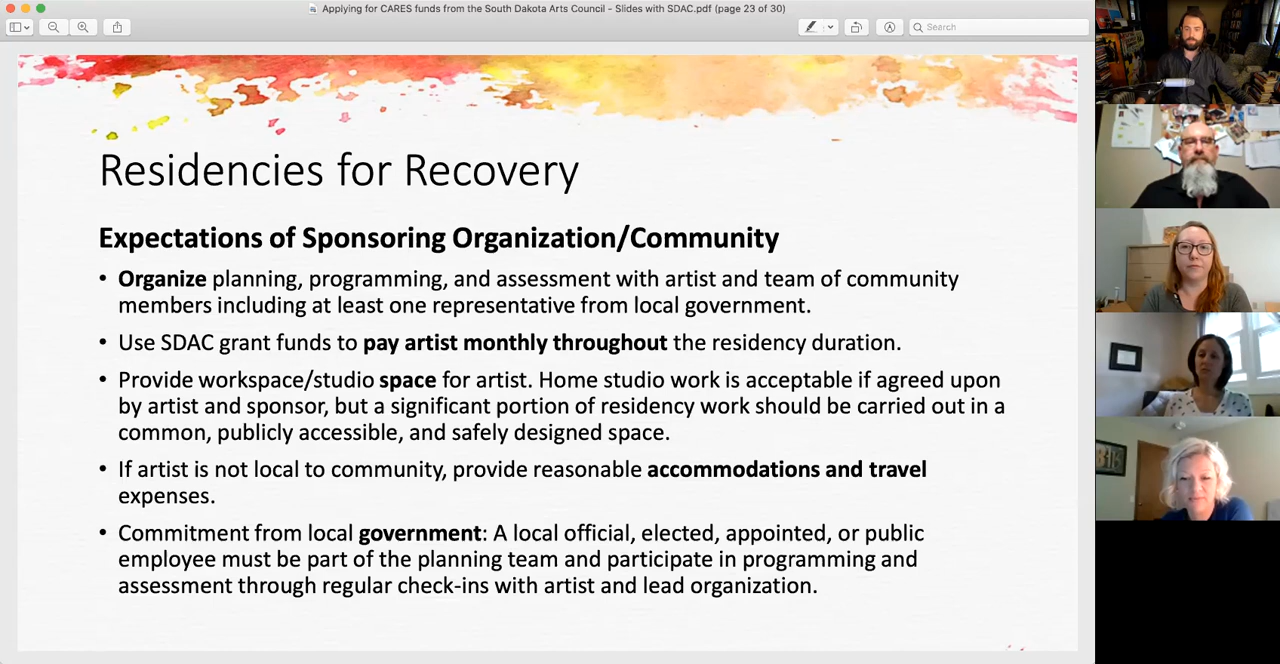 Applying for CARES funds from the South Dakota Arts Council - Slides with SDAC.pdf (page 23 of 30)
Search
Residencies for Recovery
Expectations of Sponsoring Organization/Community
• Organize planning, programming, and assessment with artist and team of community
members including at least one representative from local government.
• Use SDAC grant funds to pay artist monthly throughout the residency duration.
• Provide workspace/studio space for artist. Home studio work is acceptable if agreed upon
by artist and sponsor, but a significant portion of residency work should be carried out in a
common, publicly accessible, and safely designed space.
• If artist is not local to community, provide reasonable accommodations and travel
expenses.
• Commitment from local government: A local official, elected, appointed, or public
employee must be part of the planning team and participate in programming and
assessment through regular check-ins with artist and lead organization.